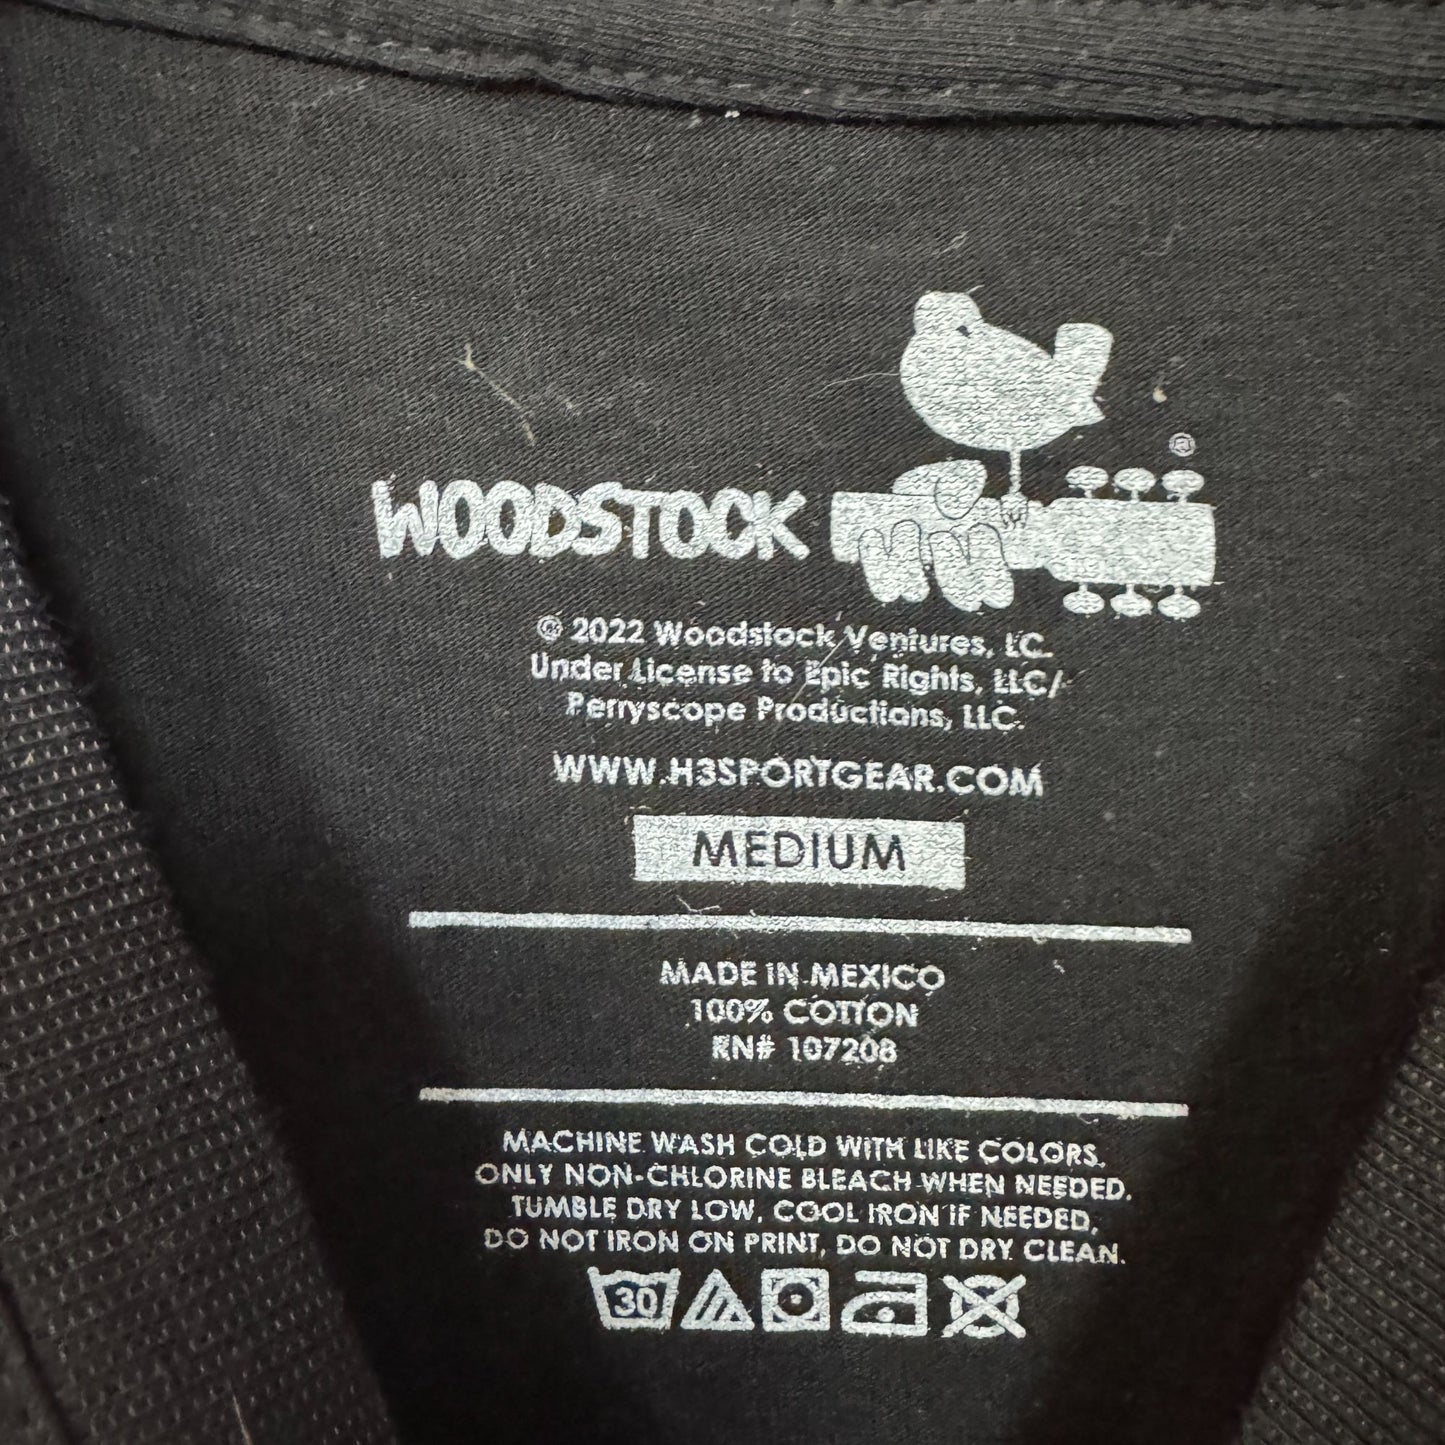 ®
WOODSTOCK
© 2022 Woodstock Ventures, LC.
Under License to Epic Rights, LLC/
Perryscope Productions, LLC.
WWW.H3SPORTGEAR.COM
MEDIUM
MADE IN MEXICO
100% COTTON
RN# 107208
MACHINE WASH COLD WITH LIKE COLORS.
ONLY NON-CHLORINE BLEACH WHEN NEEDED.
TUMBLE DRY LOW, COOL IRON IF NEEDED,
DO NOT IRON ON PRINT, DO NOT DRY CLEAN.
30